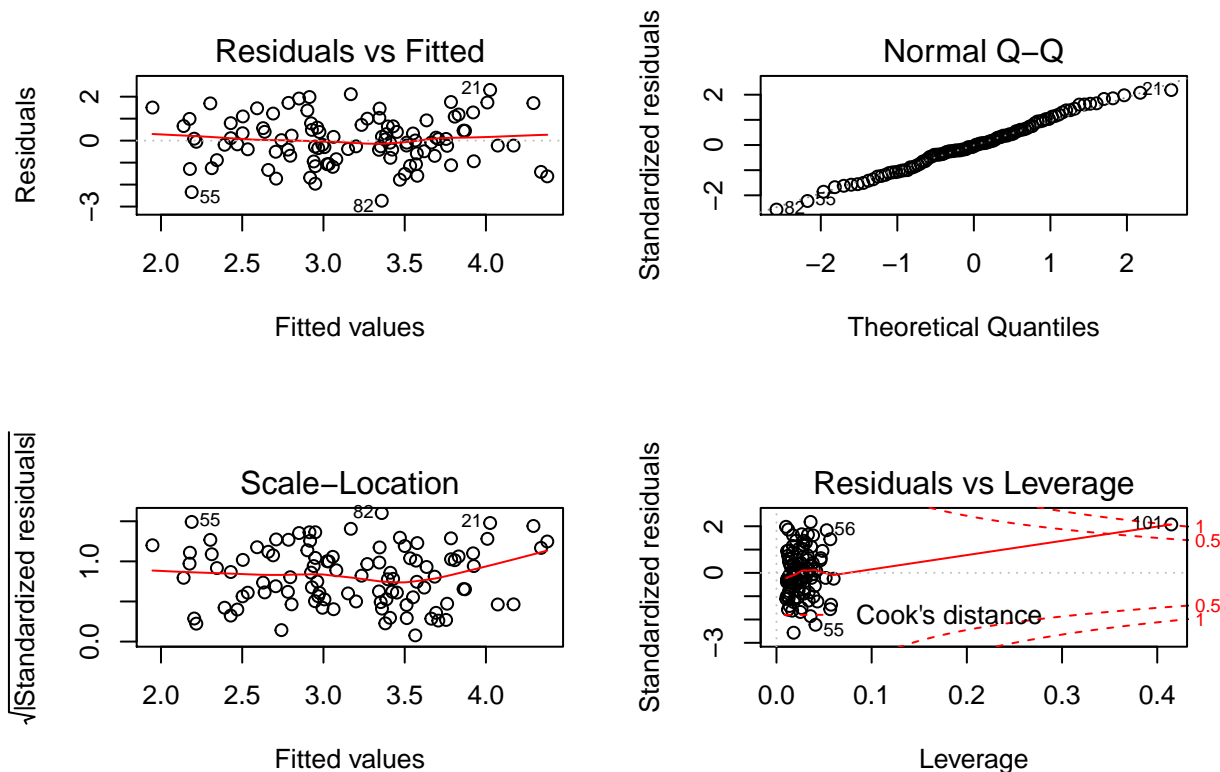 Residuals vs Fitted
Residuals
2
0
−3
21
55
82
2.0 2.5 3.0 3.5 4.0
Fitted values
Normal Q−Q
Standardized residuals
2
0
−2
21
55
82
−2 −1 0 1 2
Theoretical Quantiles
Scale−Location
√|Standardized residuals|
1.0
0.0
55
82
21
2.0 2.5 3.0 3.5 4.0
Fitted values
Residuals vs Leverage
Standardized residuals
2
0
−3
56
101
1
0.5
Cook's distance
55
0.5
1
0.0 0.1 0.2 0.3 0.4
Leverage